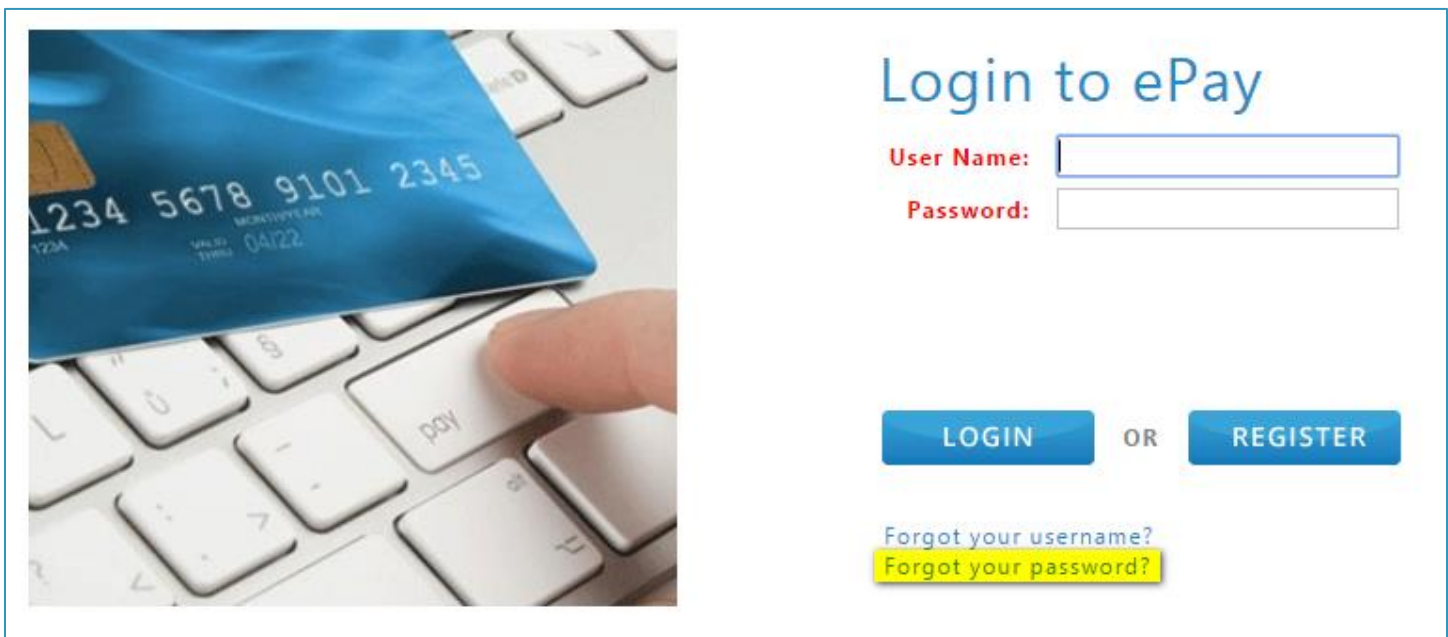 1234 5678 9101 2345
1234
MONTH/YEAR
VALID THRU 04/22
L
§
pay
alt
Login to ePay
User Name:
Password:
LOGIN OR REGISTER
Forgot your username?
Forgot your password?